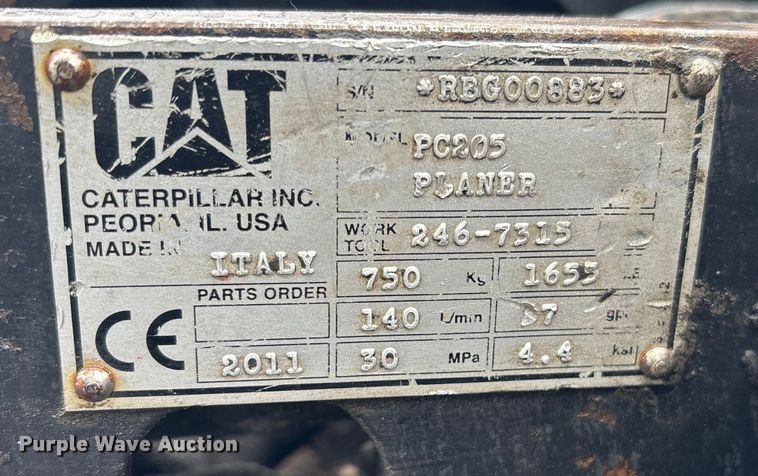 CAT
CATERPILLAR INC.
PEORIA, IL. USA
MADE IN
ITALY
PARTS ORDER
CE
2011
S/N *RBG00883*
MODEL PC205
PLANER
WORK TOOL 246-7315
750 Kg 1655
140 L/min 37
30 MPa 4.4 ksi
Purple Wave Auction